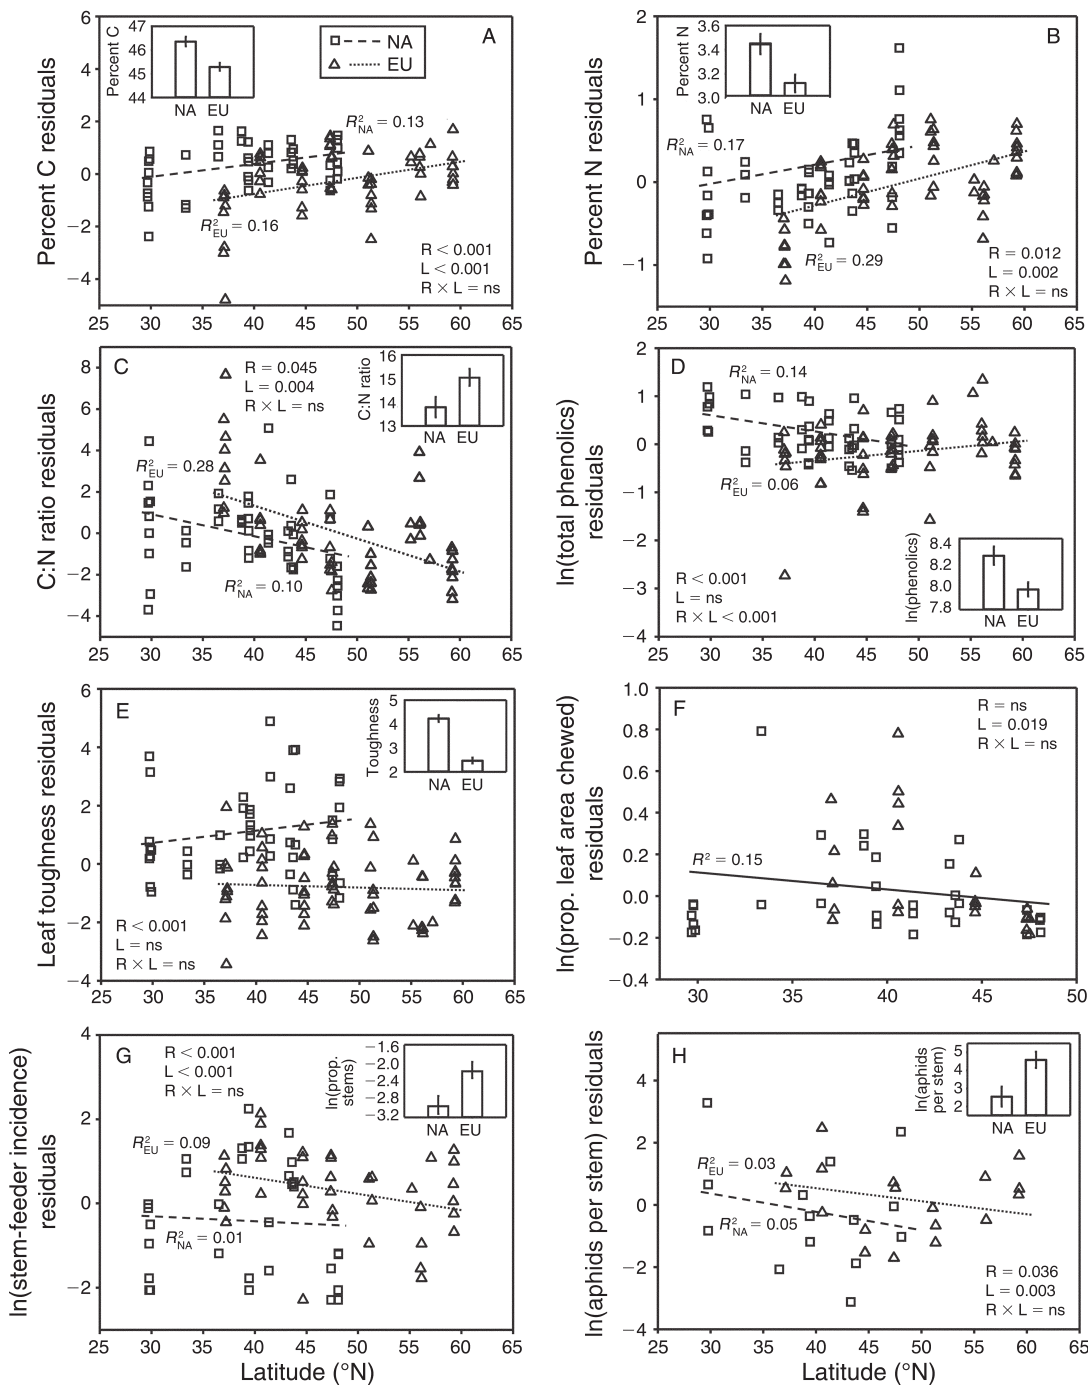 A
Percent C residuals
6
4
2
0
−2
−4
25 30 35 40 45 50 55 60 65
Percent C
47
46
45
44
NA EU
NA
EU
R²NA = 0.13
R²EU = 0.16
R < 0.001
L < 0.001
R × L = ns
B
Percent N residuals
2
1
0
−1
25 30 35 40 45 50 55 60 65
Percent N
3.6
3.4
3.2
3.0
NA EU
R²NA = 0.17
R²EU = 0.29
R = 0.012
L = 0.002
R × L = ns
C
C:N ratio residuals
8
6
4
2
0
−2
−4
25 30 35 40 45 50 55 60 65
R = 0.045
L = 0.004
R × L = ns
C:N ratio
16
15
14
13
NA EU
R²EU = 0.28
R²NA = 0.10
D
ln(total phenolics)
residuals
2
1
0
−1
−2
−3
−4
25 30 35 40 45 50 55 60 65
R²NA = 0.14
R²EU = 0.06
R < 0.001
L = ns
R × L < 0.001
ln(phenolics)
8.4
8.2
8.0
7.8
NA EU
E
Leaf toughness residuals
6
4
2
0
−2
−4
25 30 35 40 45 50 55 60 65
Toughness
5
4
3
2
NA EU
R < 0.001
L = ns
R × L = ns
F
ln(prop. leaf area chewed)
residuals
1.0
0.8
0.6
0.4
0.2
0.0
−0.2
−0.4
30 35 40 45 50
R = ns
L = 0.019
R × L = ns
R² = 0.15
G
ln(stem-feeder incidence)
residuals
4
2
0
−2
25 30 35 40 45 50 55 60 65
Latitude (°N)
R < 0.001
L < 0.001
R × L = ns
ln(prop.
stems)
−1.6
−2.0
−2.4
−2.8
−3.2
NA EU
R²EU = 0.09
R²NA = 0.01
H
ln(aphids per stem) residuals
4
2
0
−2
−4
25 30 35 40 45 50 55 60 65
Latitude (°N)
ln(aphids
per stem)
5
4
3
2
NA EU
R²EU = 0.03
R²NA = 0.05
R = 0.036
L = 0.003
R × L = ns